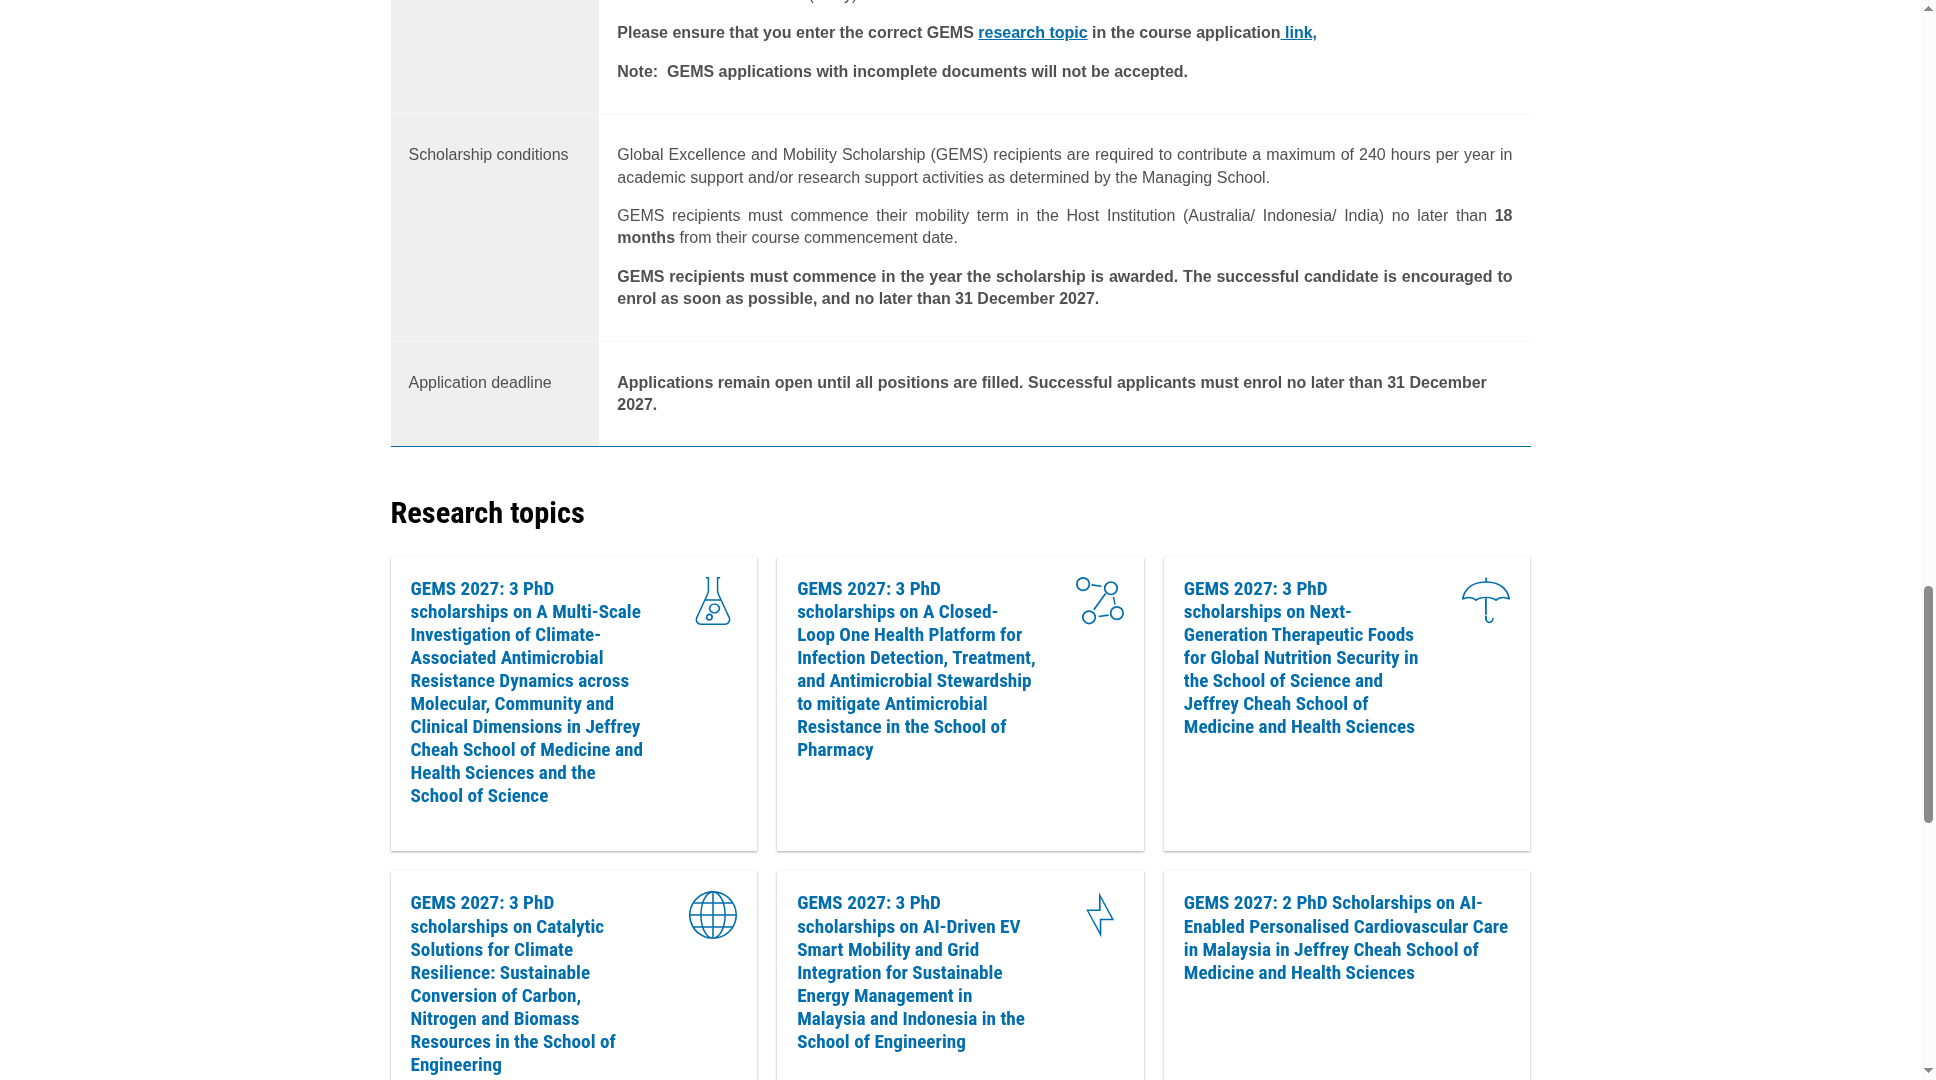 Please ensure that you enter the correct GEMS research topic in the course application link,
Note: GEMS applications with incomplete documents will not be accepted.
Scholarship conditions
Global Excellence and Mobility Scholarship (GEMS) recipients are required to contribute a maximum of 240 hours per year in
academic support and/or research support activities as determined by the Managing School.
GEMS recipients must commence their mobility term in the Host Institution (Australia/ Indonesia/ India) no later than 18
months from their course commencement date.
GEMS recipients must commence in the year the scholarship is awarded. The successful candidate is encouraged to
enrol as soon as possible, and no later than 31 December 2027.
Application deadline
Applications remain open until all positions are filled. Successful applicants must enrol no later than 31 December
2027.
Research topics
GEMS 2027: 3 PhD
scholarships on A Multi-Scale
Investigation of Climate-
Associated Antimicrobial
Resistance Dynamics across
Molecular, Community and
Clinical Dimensions in Jeffrey
Cheah School of Medicine and
Health Sciences and the
School of Science
GEMS 2027: 3 PhD
scholarships on A Closed-
Loop One Health Platform for
Infection Detection, Treatment,
and Antimicrobial Stewardship
to mitigate Antimicrobial
Resistance in the School of
Pharmacy
GEMS 2027: 3 PhD
scholarships on Next-
Generation Therapeutic Foods
for Global Nutrition Security in
the School of Science and
Jeffrey Cheah School of
Medicine and Health Sciences
GEMS 2027: 3 PhD
scholarships on Catalytic
Solutions for Climate
Resilience: Sustainable
Conversion of Carbon,
Nitrogen and Biomass
Resources in the School of
Engineering
GEMS 2027: 3 PhD
scholarships on AI-Driven EV
Smart Mobility and Grid
Integration for Sustainable
Energy Management in
Malaysia and Indonesia in the
School of Engineering
GEMS 2027: 2 PhD Scholarships on AI-
Enabled Personalised Cardiovascular Care
in Malaysia in Jeffrey Cheah School of
Medicine and Health Sciences